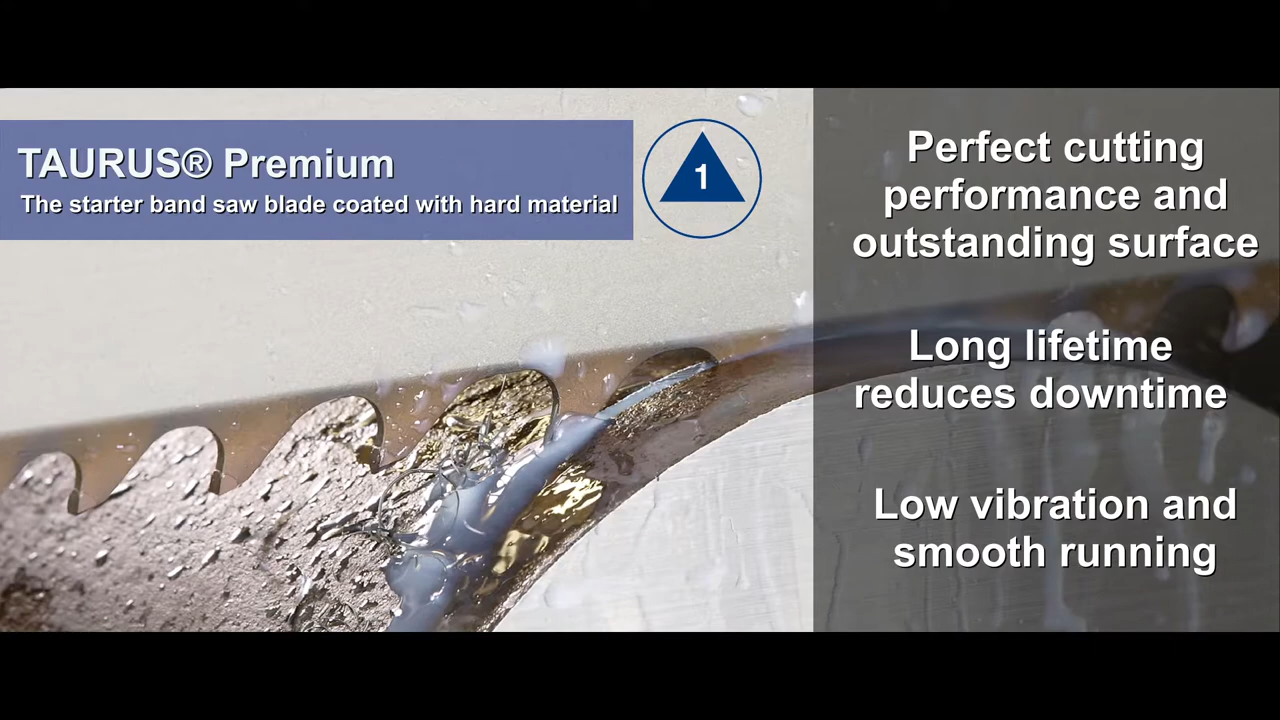 TAURUS® Premium
The starter band saw blade coated with hard material
1
Perfect cutting
performance and
outstanding surface
Long lifetime
reduces downtime
Low vibration and
smooth running